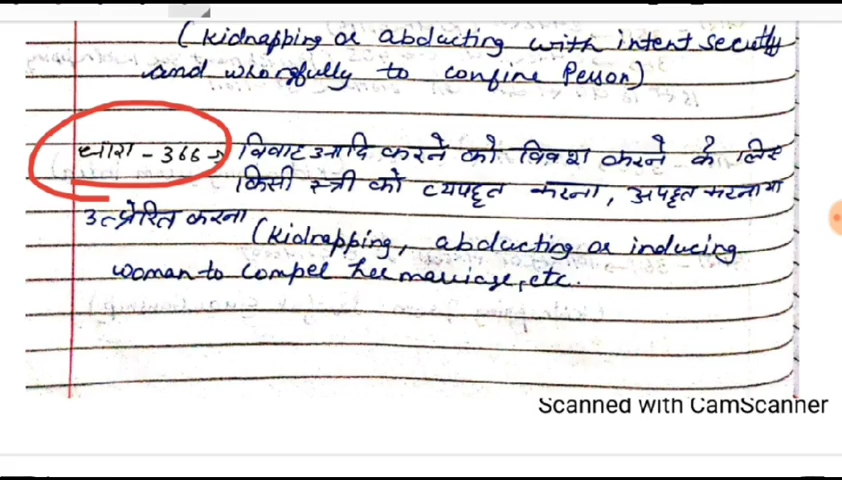 (kidnapping or abducting with intent secretly
and wrongfully to confine Person)
धारा - 366 → विवाह आदि करने को विवश करने के लिए
किसी स्त्री को व्यपहृत करना, अपहृत करना या
उत्प्रेरित करना
(kidnapping, abducting or inducing
woman to compel her marriage, etc.
Scanned with CamScanner